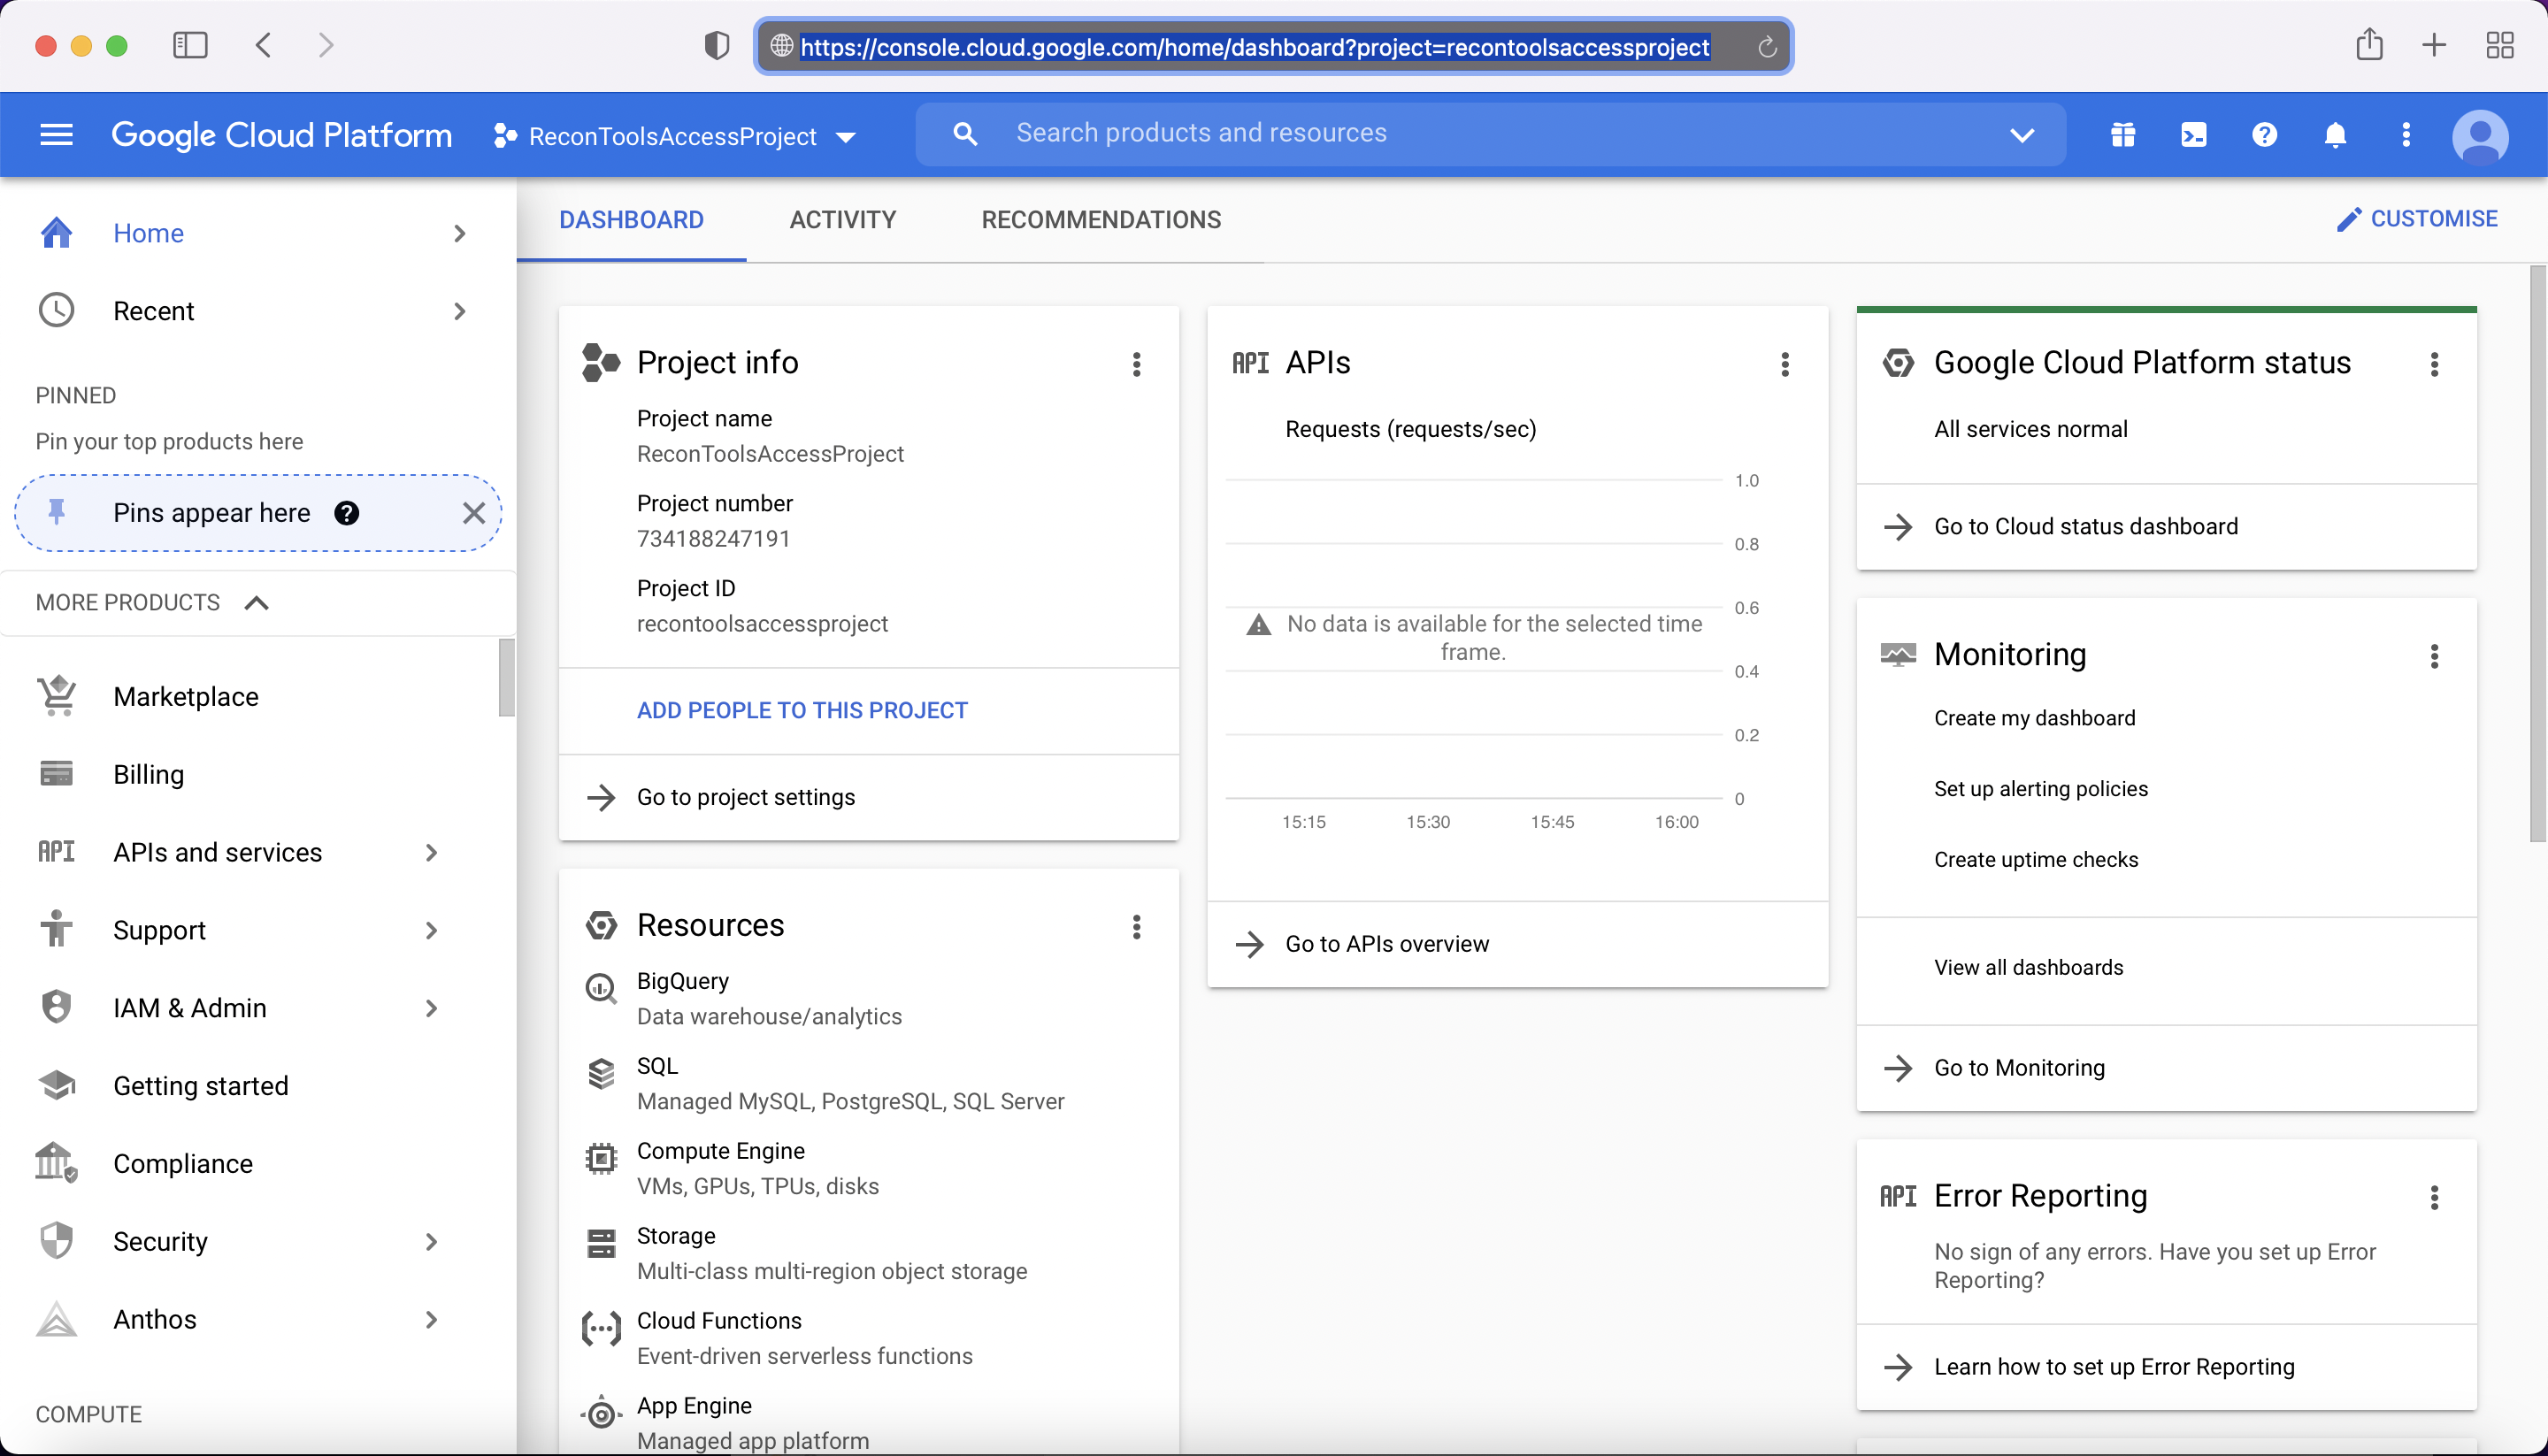 https://console.cloud.google.com/home/dashboard?project=recontoolsaccessproject
Google Cloud Platform
ReconToolsAccessProject
Search products and resources
Home
Recent
PINNED
Pin your top products here
Pins appear here
MORE PRODUCTS
Marketplace
Billing
API
APIs and services
Support
IAM & Admin
Getting started
Compliance
Security
Anthos
COMPUTE
DASHBOARD
ACTIVITY
RECOMMENDATIONS
CUSTOMISE
Project info
Project name
ReconToolsAccessProject
Project number
734188247191
Project ID
recontoolsaccessproject
ADD PEOPLE TO THIS PROJECT
Go to project settings
Resources
BigQuery
Data warehouse/analytics
SQL
Managed MySQL, PostgreSQL, SQL Server
Compute Engine
VMs, GPUs, TPUs, disks
Storage
Multi-class multi-region object storage
Cloud Functions
Event-driven serverless functions
App Engine
Managed app platform
API APIs
Requests (requests/sec)
1.0
0.8
0.6
No data is available for the selected time
frame.
0.4
0.2
0
15:15 15:30 15:45 16:00
Go to APIs overview
Google Cloud Platform status
All services normal
Go to Cloud status dashboard
Monitoring
Create my dashboard
Set up alerting policies
Create uptime checks
View all dashboards
Go to Monitoring
API Error Reporting
No sign of any errors. Have you set up Error
Reporting?
Learn how to set up Error Reporting